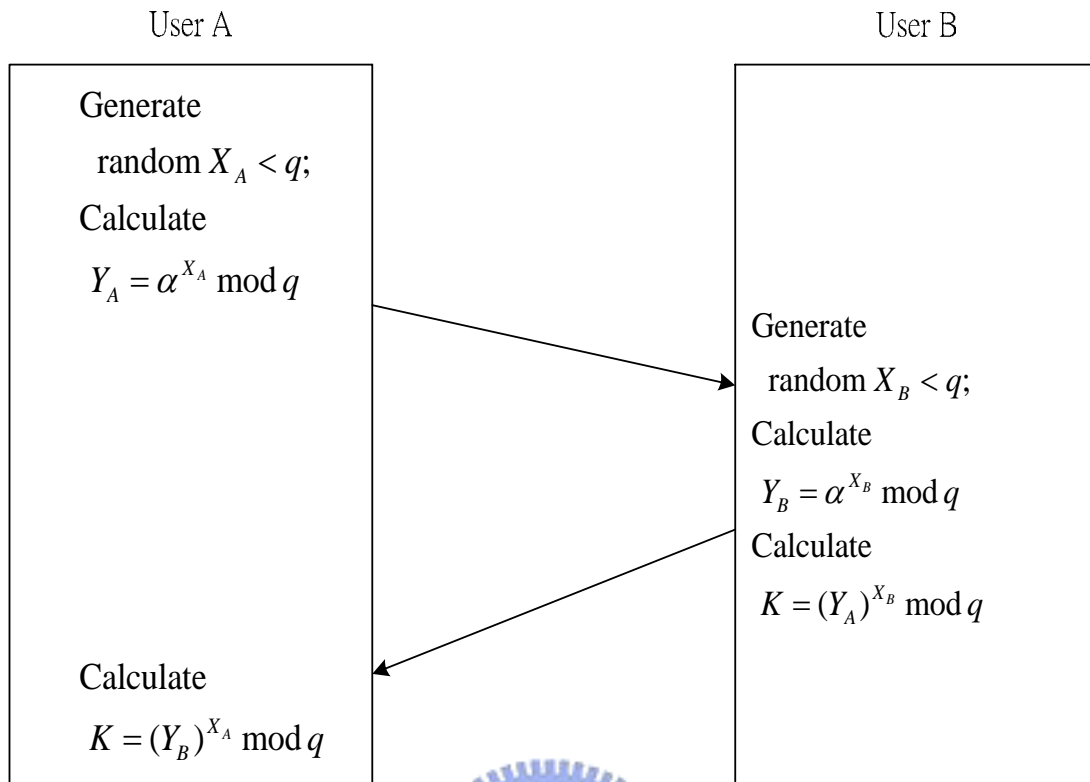 User A
Generate
random X_A < q;
Calculate
Y_A = α^{X_A} mod q
Calculate
K = (Y_B)^{X_A} mod q
User B
Generate
random X_B < q;
Calculate
Y_B = α^{X_B} mod q
Calculate
K = (Y_A)^{X_B} mod q